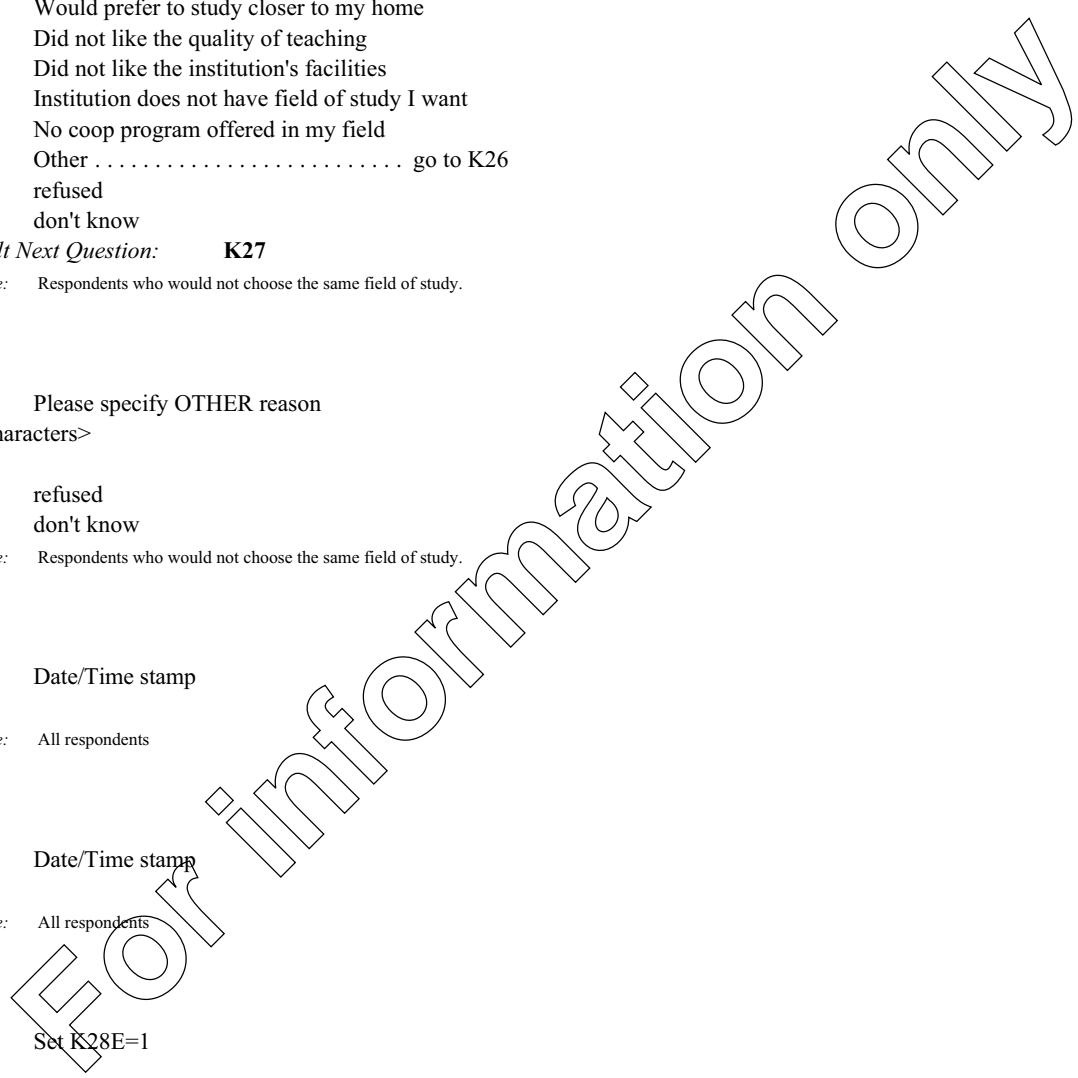 Would prefer to study closer to my home
Did not like the quality of teaching
Did not like the institution's facilities
Institution does not have field of study I want
No coop program offered in my field
Other . . . . . . . . . . . . . . . . . . . . . . . . . . go to K26
refused
don't know
lt Next Question: K27
e: Respondents who would not choose the same field of study.
Please specify OTHER reason
haracters>
refused
don't know
e: Respondents who would not choose the same field of study.
Date/Time stamp
e: All respondents
Date/Time stamp
e: All respondents
Set K28E=1
For information only